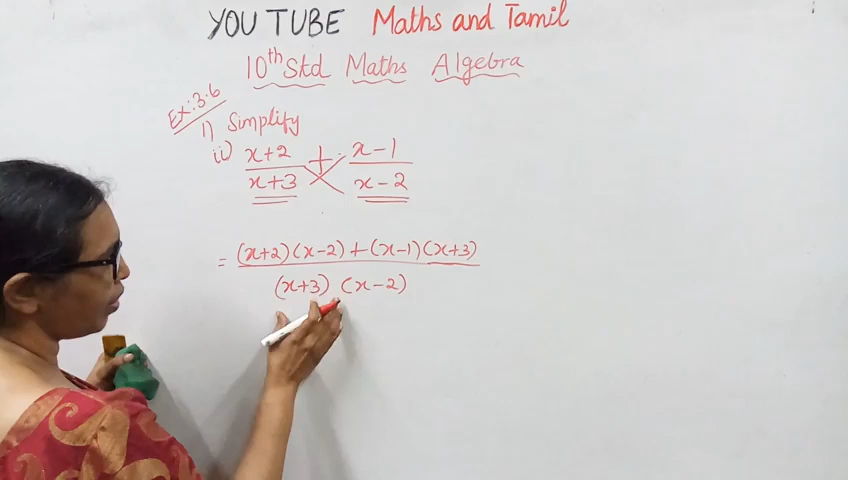 YOU TUBE Maths and Tamil
10th Std Maths Algebra
Ex: 3.6
1) Simplify
ii) x+2/x+3 + x-1/x-2
= (x+2)(x-2)+(x-1)(x+3)
(x+3) (x-2)